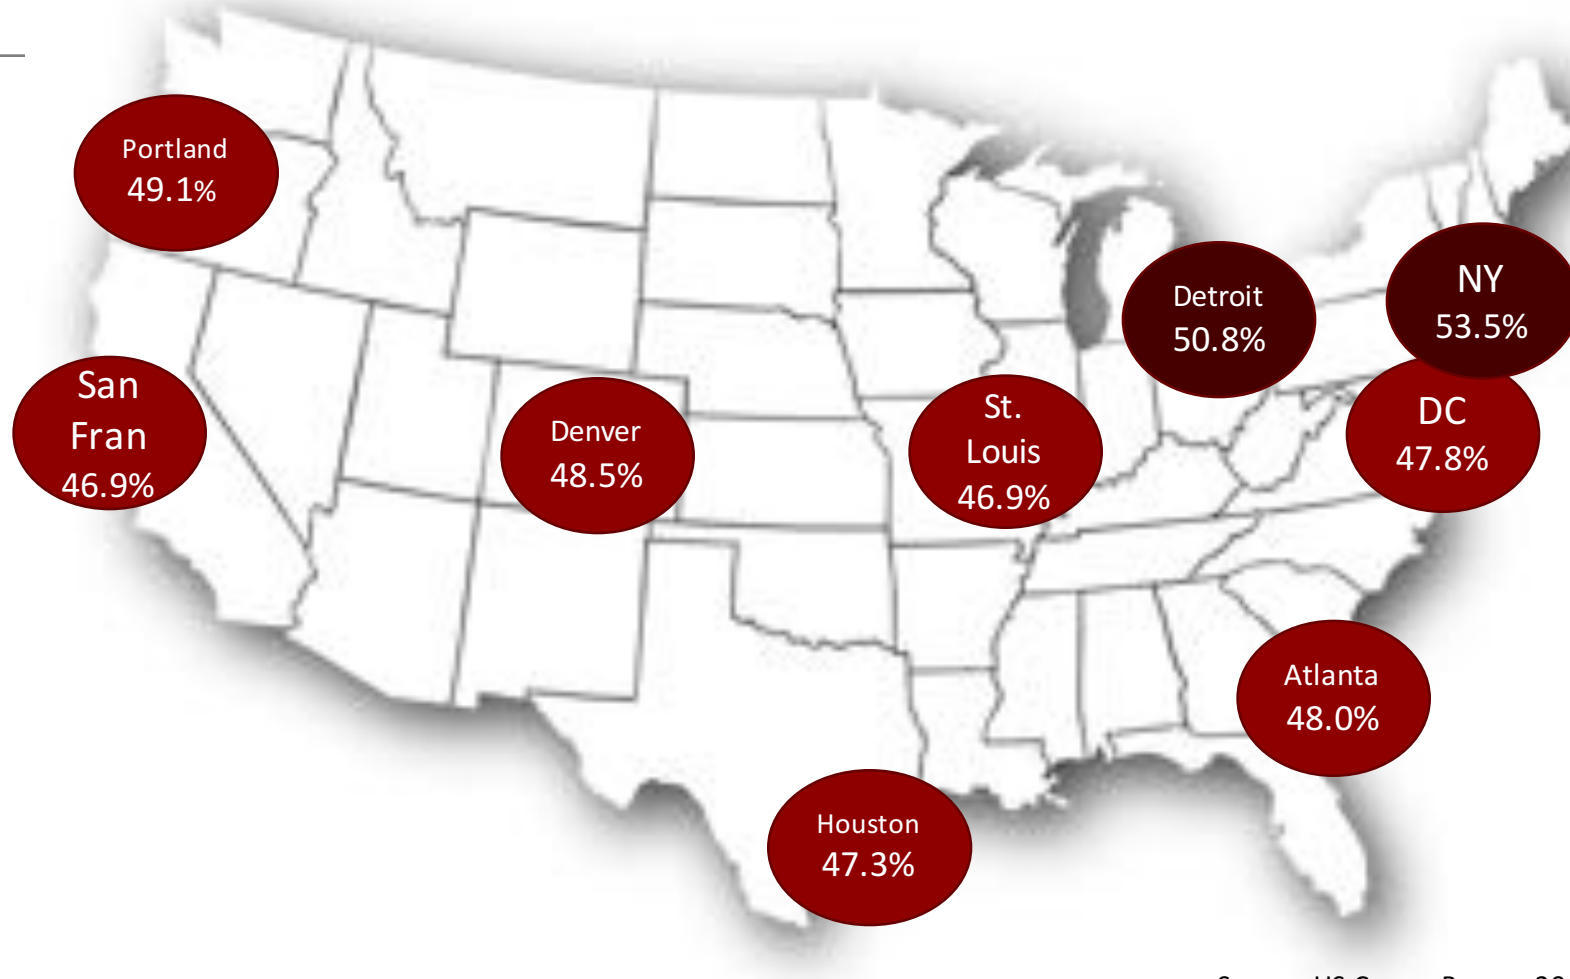 Portland
49.1%
Detroit
50.8%
NY
53.5%
San
Fran
46.9%
Denver
48.5%
St.
Louis
46.9%
DC
47.8%
Atlanta
48.0%
Houston
47.3%